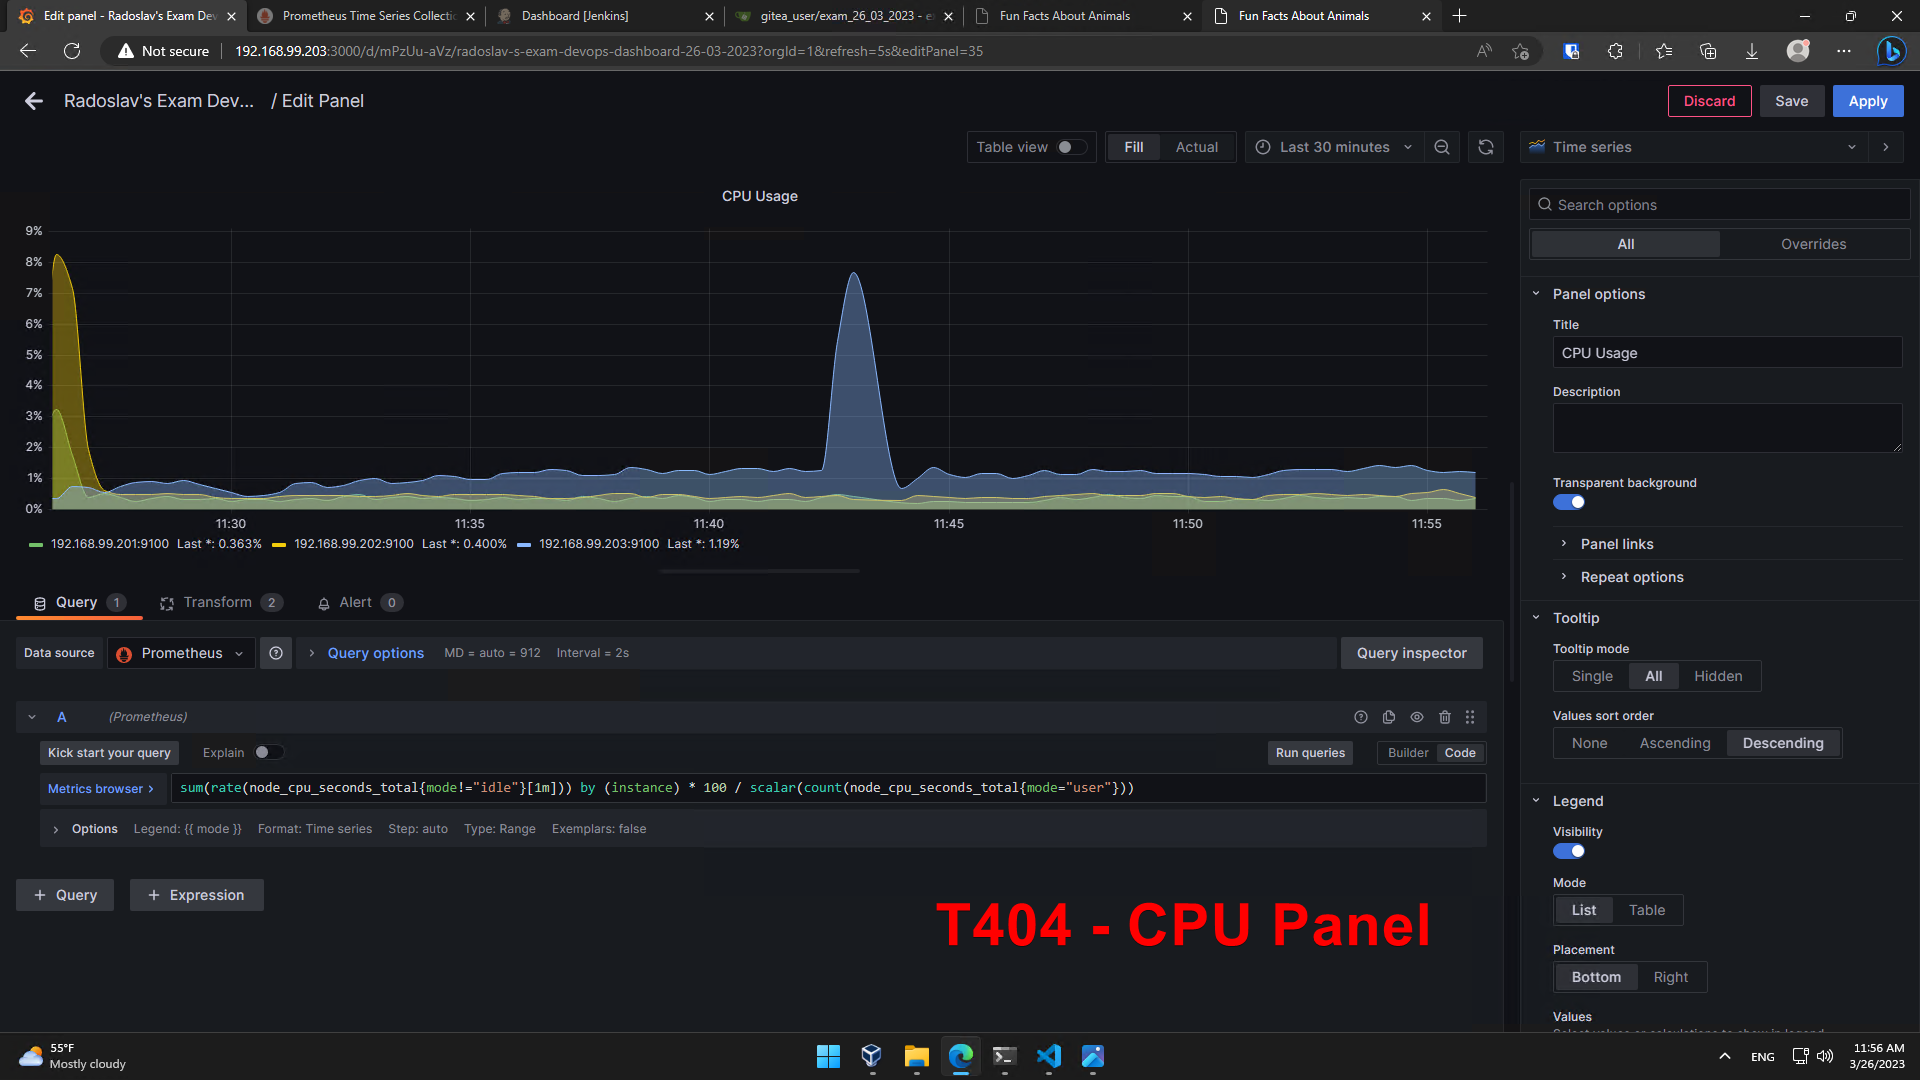 Edit panel - Radoslav's Exam Dev
Prometheus Time Series Collectic
Dashboard [Jenkins]
gitea_user/exam_26_03_2023 - e
Fun Facts About Animals
Fun Facts About Animals
Not secure
192.168.99.203:3000/d/mPzUu-aVz/radoslav-s-exam-devops-dashboard-26-03-2023?orgId=1&refresh=5s&editPanel=35
Radoslav's Exam Dev... / Edit Panel
Discard
Save
Apply
Table view
Fill
Actual
Last 30 minutes
Time series
CPU Usage
9%
8%
7%
6%
5%
4%
3%
2%
1%
0%
11:30 11:35 11:40 11:45 11:50 11:55
192.168.99.201:9100 Last *: 0.363% 192.168.99.202:9100 Last *: 0.400% 192.168.99.203:9100 Last *: 1.19%
Query 1
Transform 2
Alert 0
Data source
Prometheus
Query options MD = auto = 912 Interval = 2s
Query inspector
A (Prometheus)
Kick start your query
Explain
Run queries
Builder
Code
Metrics browser >
sum(rate(node_cpu_seconds_total{mode!="idle"}[1m])) by (instance) * 100 / scalar(count(node_cpu_seconds_total{mode="user"}))
Options Legend: {{ mode }} Format: Time series Step: auto Type: Range Exemplars: false
+ Query
+ Expression
T404 - CPU Panel
Search options
All
Overrides
Panel options
Title
CPU Usage
Description
Transparent background
Panel links
Repeat options
Tooltip
Tooltip mode
Single All Hidden
Values sort order
None Ascending Descending
Legend
Visibility
Mode
List Table
Placement
Bottom Right
Values
Select values or calculations to show in legend
55°F
Mostly cloudy
ENG
11:56 AM
3/26/2023